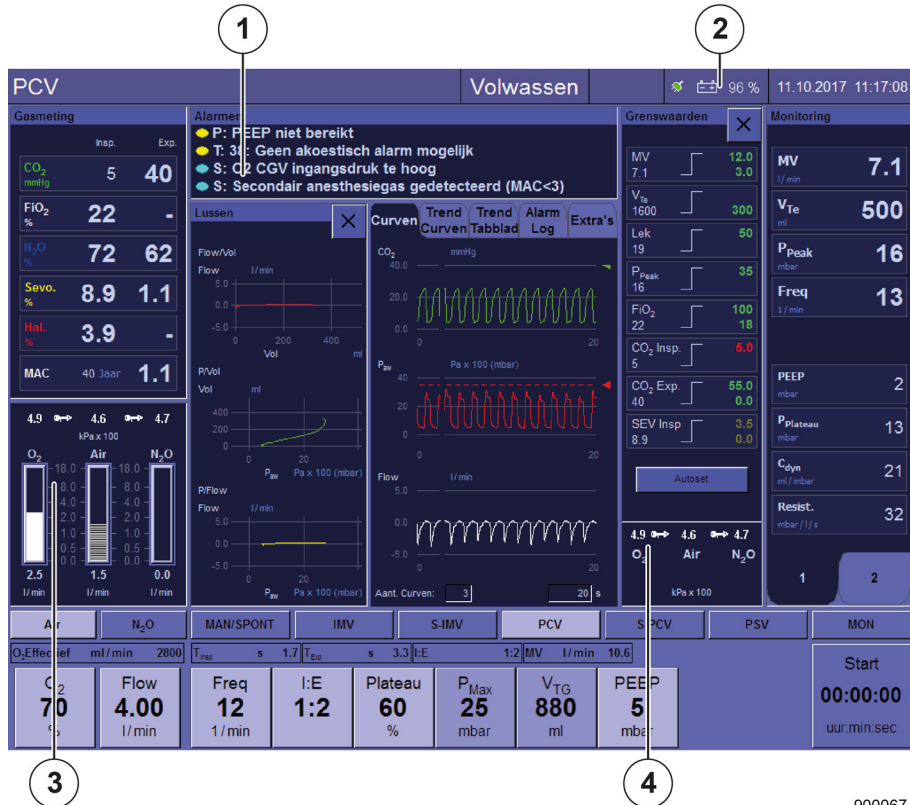 1
2
PCV
Volwassen
96 %
11.10.2017 11:17:08
Gasmeting
Insp. Exp.
CO2 mmHg 5 40
FiO2 % 22 -
N2O % 72 62
Sevo. % 8.9 1.1
Hal. % 3.9 -
MAC 40 Jaar 1.1
Alarmen
P: PEEP niet bereikt
T: 38: Geen akoestisch alarm mogelijk
CGV ingangsdruk te hoog
S: Secondair anesthesiegas gedetecteerd (MAC<3)
Lussen
Flow/Vol
Flow l/min
5.0
0.0
-5.0
0 200 400
Vol ml
P/Vol
Vol ml
400
200
0
0 20
Paw Pa x 100 (mbar)
P/Flow
Flow l/min
5.0
0.0
-5.0
0 20
Paw Pa x 100 (mbar)
Curven
Trend Curven
Trend Tabblad
Alarm Log
Extra's
CO2 mmHg
40.0
20.0
0.0
0 20
Paw Pa x 100 (mbar)
40
20
0
0 20
Flow l/min
5.0
0.0
-5.0
0 20
Aant. Curven: 3 20 s
Grenswaarden
MV 12.0
7.1 3.0
VTe
1600 300
Lek 50
19
PPeak 35
16
FiO2 100
22 18
CO2 Insp. 5.0
5
CO2 Exp. 55.0
40 0.0
SEV Insp 3.5
8.9 0.0
Autoset
4.9 4.6 4.7
O2 Air N2O
kPa x 100
Monitoring
MV l/min 7.1
VTe ml 500
PPeak mbar 16
Freq 1/min 13
PEEP mbar 2
PPlateau mbar 13
Cdyn ml/mbar 21
Resist. mbar/l/s 32
1 2
4.9 4.6 4.7
kPa x 100
O2 Air N2O
18.0 18.0
8.0 8.0
4.0 4.0
2.0 2.0
1.0 1.0
0.5 0.5
0.0 0.0
2.5 1.5 0.0
l/min l/min l/min
N2O MAN/SPONT IMV S-IMV PCV PSV MON
O2Effectief ml/min 2800 TInsp s 1.7 TExp s 3.3 I:E 1:2 MV l/min 10.6
O2 70 %
Flow 4.00 l/min
Freq 12 1/min
I:E 1:2
Plateau 60 %
PMax 25 mbar
VTG 880 ml
PEEP 5 mbar
Start
00:00:00
uur:min:sec
3
4